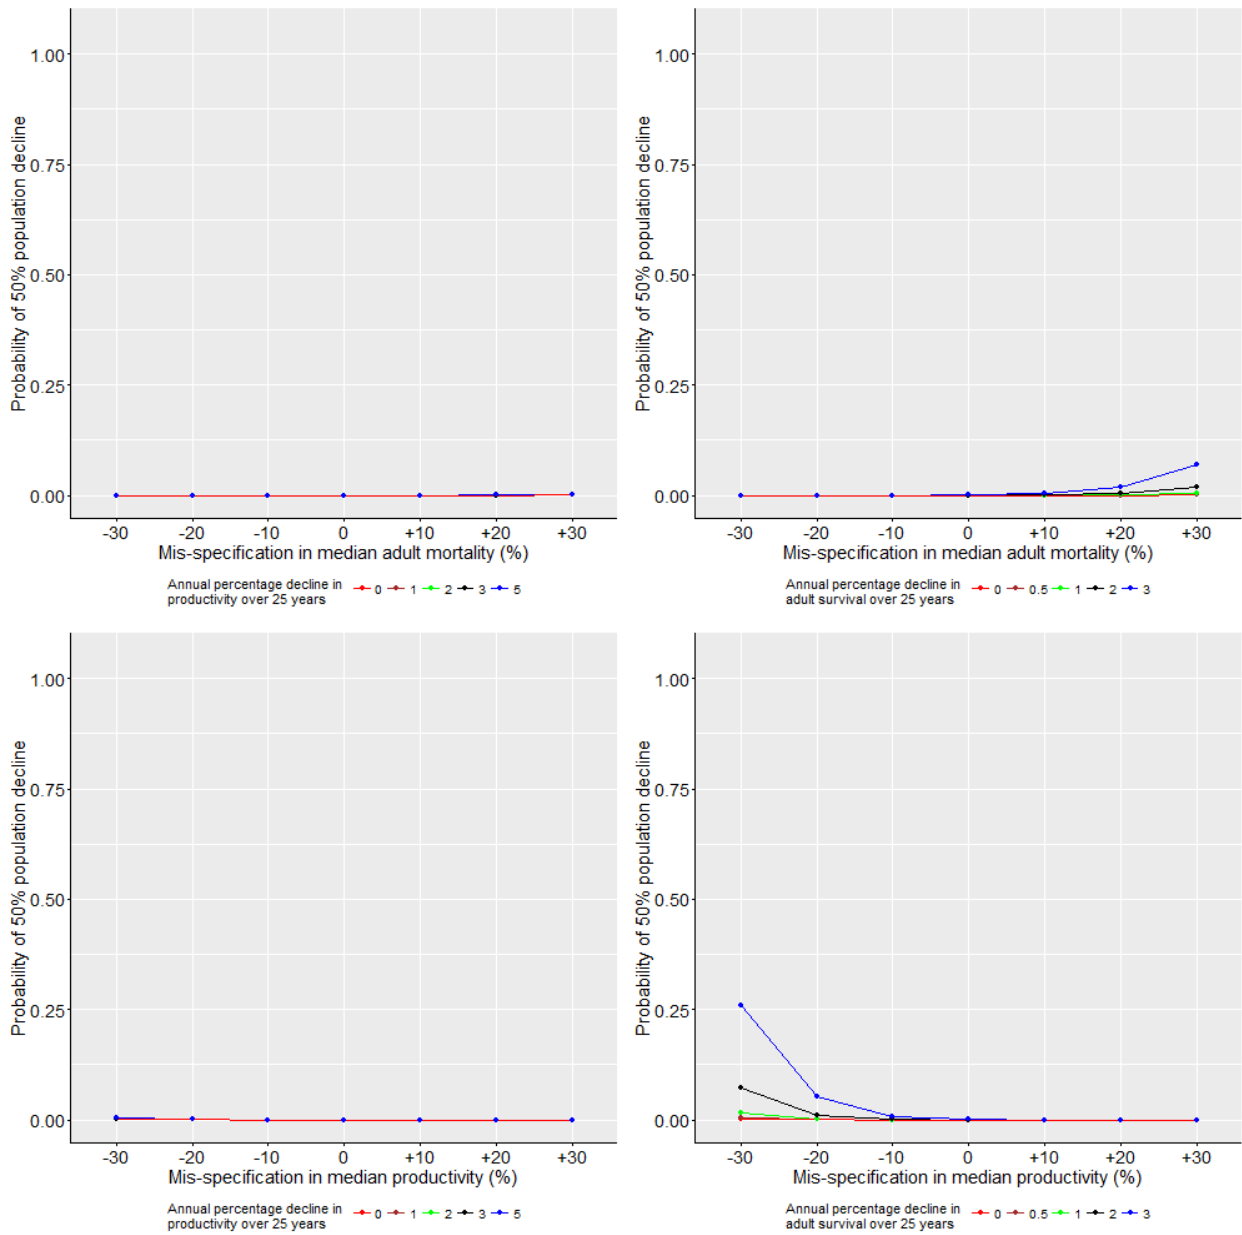 Probability of 50% population decline
1.00
0.75
0.50
0.25
0.00
-30 -20 -10 0 +10 +20 +30
Mis-specification in median adult mortality (%)
Annual percentage decline in
productivity over 25 years
0 1 2 3 5
Probability of 50% population decline
1.00
0.75
0.50
0.25
0.00
-30 -20 -10 0 +10 +20 +30
Mis-specification in median adult mortality (%)
Annual percentage decline in
adult survival over 25 years
0 0.5 1 2 3
Probability of 50% population decline
1.00
0.75
0.50
0.25
0.00
-30 -20 -10 0 +10 +20 +30
Mis-specification in median productivity (%)
Annual percentage decline in
productivity over 25 years
0 1 2 3 5
Probability of 50% population decline
1.00
0.75
0.50
0.25
0.00
-30 -20 -10 0 +10 +20 +30
Mis-specification in median productivity (%)
Annual percentage decline in
adult survival over 25 years
0 0.5 1 2 3